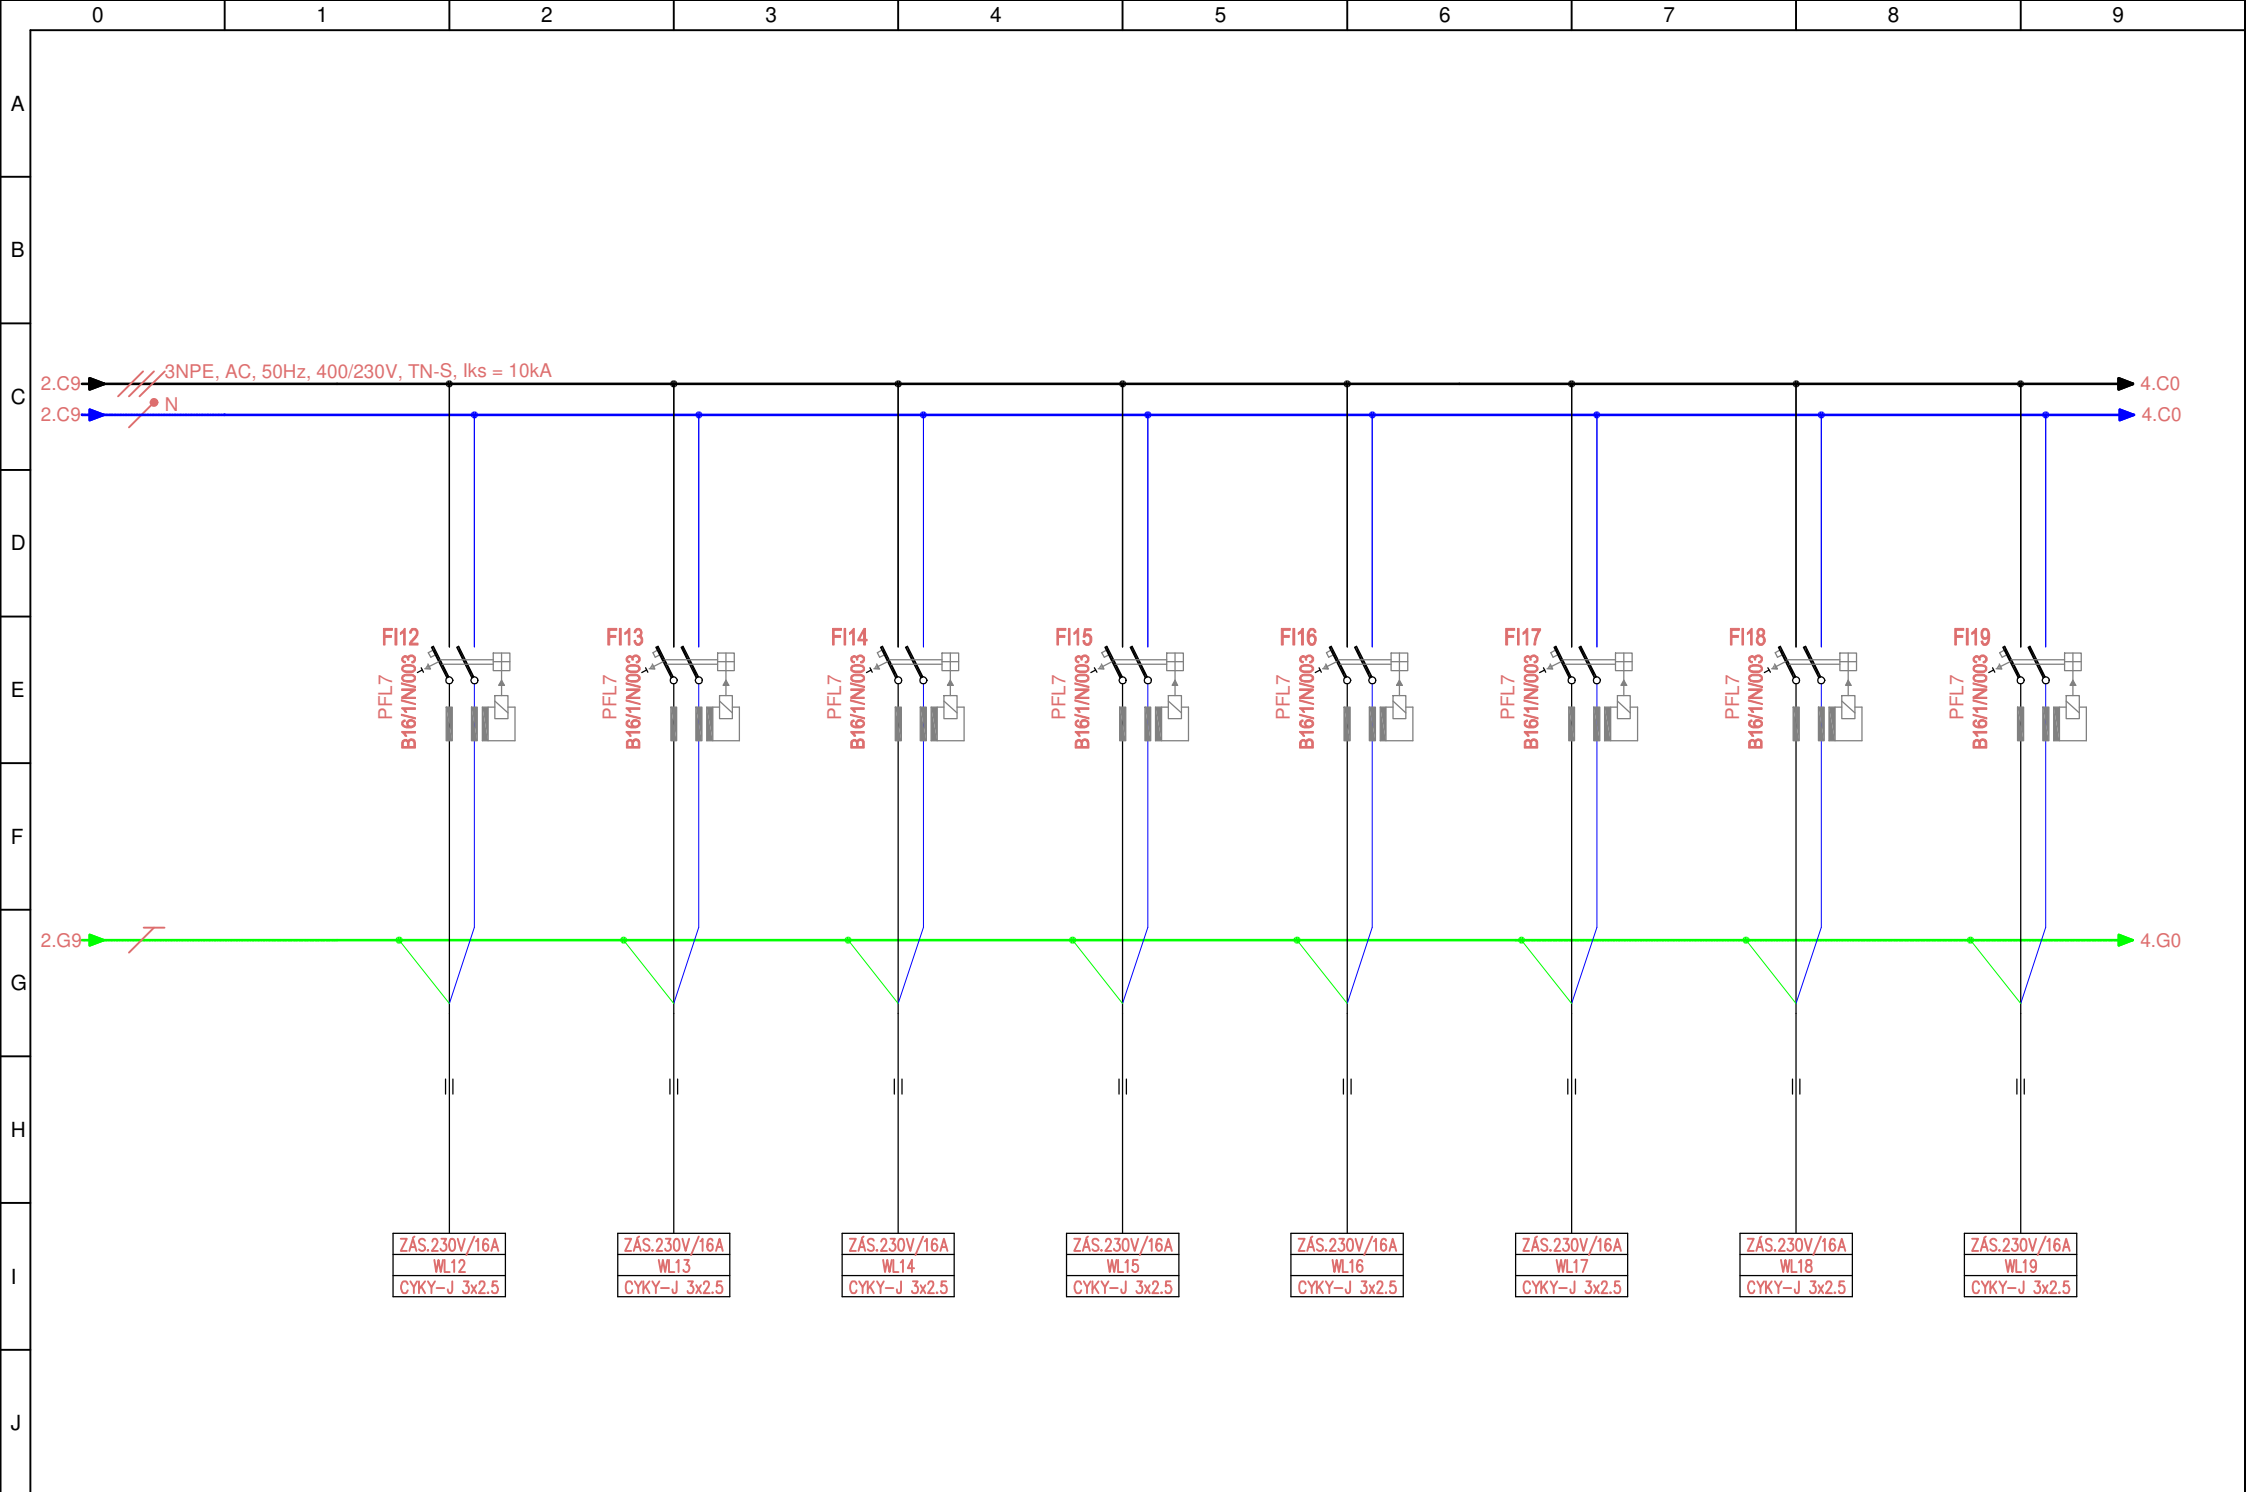 0 1 2 3 4 5 6 7 8 9
A
B
C
D
E
F
G
H
I
J
3NPE, AC, 50Hz, 400/230V, TN-S, Iks = 10kA
2.C9 4.C0
N
2.C9 4.C0
FI12 FI13 FI14 FI15 FI16 FI17 FI18 FI19
PFL7 PFL7 PFL7 PFL7 PFL7 PFL7 PFL7 PFL7
B16/1/N/003 B16/1/N/003 B16/1/N/003 B16/1/N/003 B16/1/N/003 B16/1/N/003 B16/1/N/003 B16/1/N/003
2.G9 4.G0
ZÁS.230V/16A ZÁS.230V/16A ZÁS.230V/16A ZÁS.230V/16A ZÁS.230V/16A ZÁS.230V/16A ZÁS.230V/16A ZÁS.230V/16A
WL12 WL13 WL14 WL15 WL16 WL17 WL18 WL19
CYKY-J 3x2.5 CYKY-J 3x2.5 CYKY-J 3x2.5 CYKY-J 3x2.5 CYKY-J 3x2.5 CYKY-J 3x2.5 CYKY-J 3x2.5 CYKY-J 3x2.5